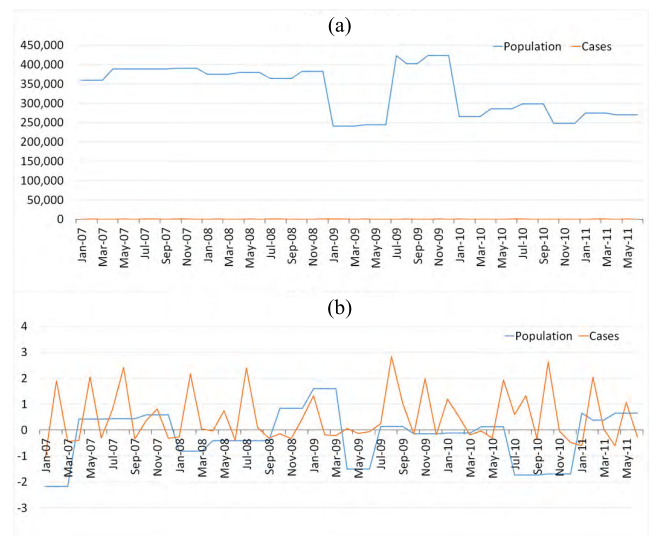 (a)
450,000
Population
Cases
400,000
350,000
300,000
250,000
200,000
150,000
100,000
50,000
0
Jan-07 Mar-07 May-07 Jul-07 Sep-07 Nov-07 Jan-08 Mar-08 May-08 Jul-08 Sep-08 Nov-08 Jan-09 Mar-09 May-09 Jul-09 Sep-09 Nov-09 Jan-10 Mar-10 May-10 Jul-10 Sep-10 Nov-10 Jan-11 Mar-11 May-11
(b)
4
Population
Cases
3
2
1
0
-1
-2
-3
Jan-07 Mar-07 May-07 Jul-07 Sep-07 Nov-07 Jan-08 Mar-08 May-08 Jul-08 Sep-08 Nov-08 Jan-09 Mar-09 May-09 Jul-09 Sep-09 Nov-09 Jan-10 Mar-10 May-10 Jul-10 Sep-10 Nov-10 Jan-11 Mar-11 May-11